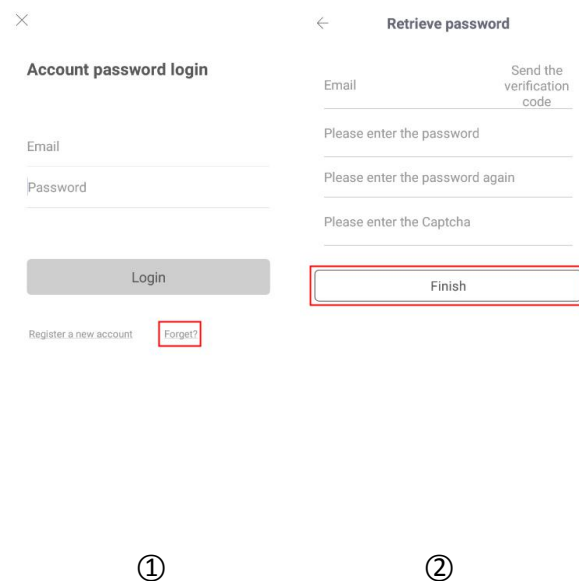 Account password login
Email
Password
Login
Register a new account
Forget?
①
Retrieve password
Email
Send the
verification
code
Please enter the password
Please enter the password again
Please enter the Captcha
Finish
②